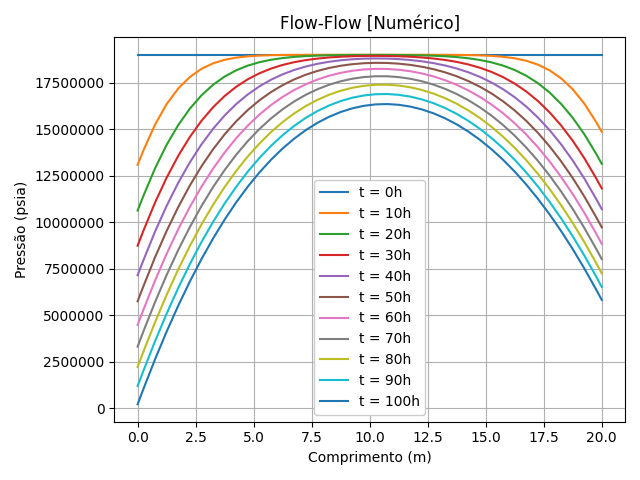 Flow-Flow [Numérico]
Pressão (psia)
17500000
15000000
12500000
10000000
7500000
5000000
2500000
0
t = 0h
t = 10h
t = 20h
t = 30h
t = 40h
t = 50h
t = 60h
t = 70h
t = 80h
t = 90h
t = 100h
0.0 2.5 5.0 7.5 10.0 12.5 15.0 17.5 20.0
Comprimento (m)